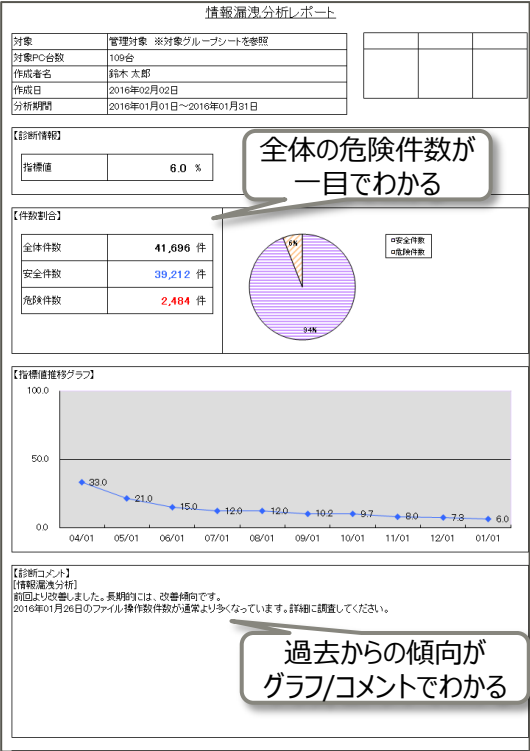 情報漏洩分析レポート
対象 管理対象 ※対象グループシートを参照
対象PC台数 109台
作成者名 鈴木 太郎
作成日 2016年02月02日
分析期間 2016年01月01日～2016年01月31日
【診断情報】
指標値 6.0 %
全体の危険件数が
一目でわかる
【件数割合】
全体件数 41,696 件
安全件数 39,212 件
危険件数 2,484 件
6%
94%
安全件数
危険件数
【指標値推移グラフ】
100.0
50.0
0.0
33.0 21.0 15.0 12.0 12.0 10.2 9.7 8.0 7.3 6.0
04/01 05/01 06/01 07/01 08/01 09/01 10/01 11/01 12/01 01/01
【診断コメント】
[情報漏洩分析]
前回より改善しました。長期的には、改善傾向です。
2016年01月26日のファイル操作数件数が通常より多くなっています。詳細に調査してください。
過去からの傾向が
グラフ/コメントでわかる